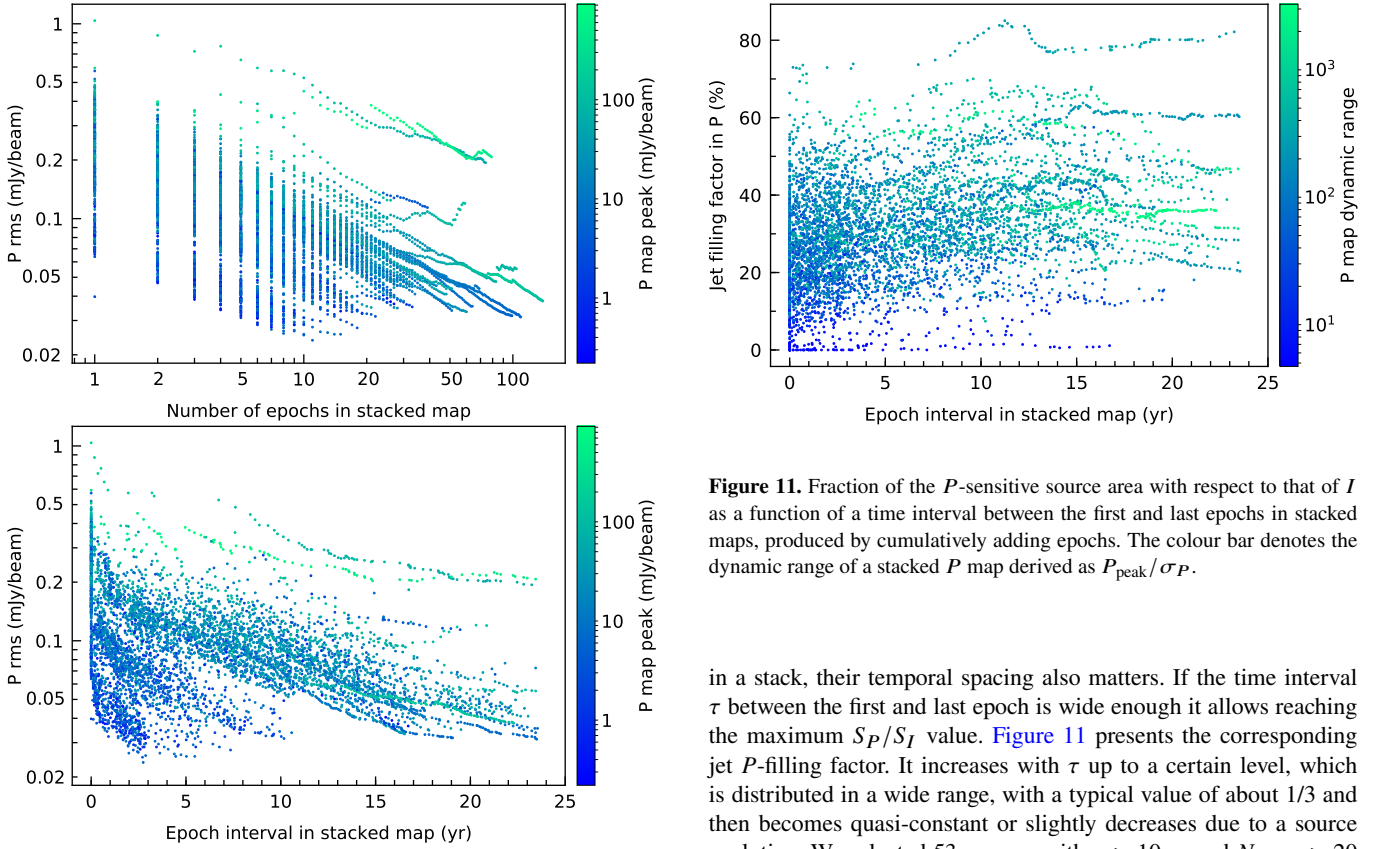 1
0.5
0.2
0.1
0.05
0.02
P rms (mJy/beam)
1 2 5 10 20 50 100
Number of epochs in stacked map
100
10
1
P map peak (mJy/beam)
1
0.5
0.2
0.1
0.05
0.02
P rms (mJy/beam)
0 5 10 15 20 25
Epoch interval in stacked map (yr)
100
10
1
P map peak (mJy/beam)
80
60
40
20
0
Jet filling factor in P (%)
0 5 10 15 20 25
Epoch interval in stacked map (yr)
10³
10²
10¹
P map dynamic range
Figure 11. Fraction of the P-sensitive source area with respect to that of I
as a function of a time interval between the first and last epochs in stacked
maps, produced by cumulatively adding epochs. The colour bar denotes the
dynamic range of a stacked P map derived as P_peak/σ_P.
in a stack, their temporal spacing also matters. If the time interval
τ between the first and last epoch is wide enough it allows reaching
the maximum S_P/S_I value. Figure 11 presents the corresponding
jet P-filling factor. It increases with τ up to a certain level, which
is distributed in a wide range, with a typical value of about 1/3 and
then becomes quasi-constant or slightly decreases due to a source